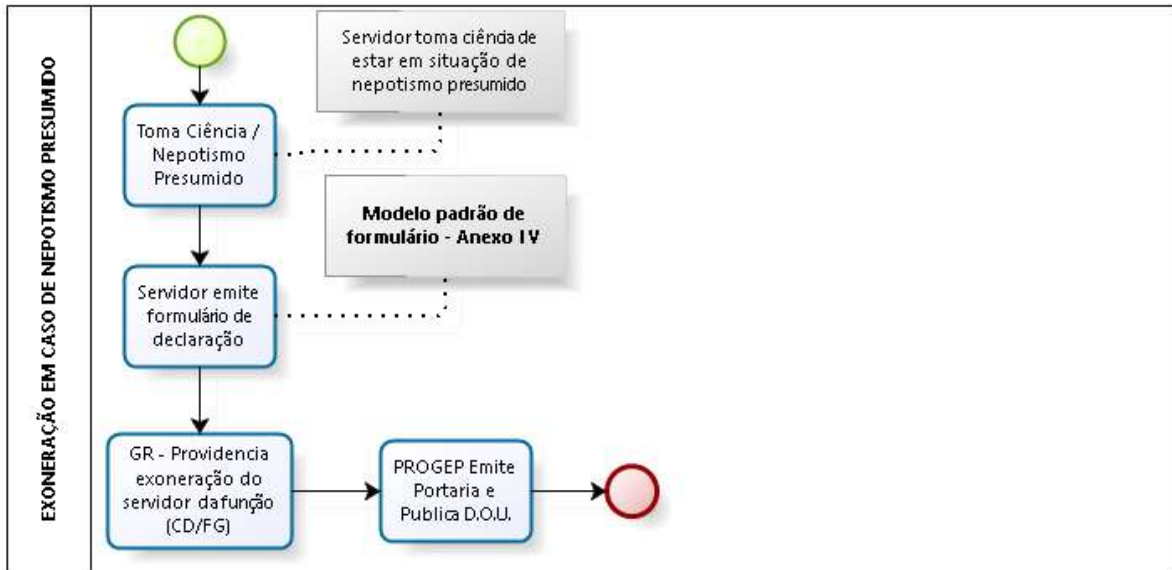 EXONERAÇÃO EM CASO DE NEPOTISMO PRESUMIDO
Servidor toma ciência de
estar em situação de
nepotismo presumido
Toma Ciência /
Nepotismo
Presumido
Modelo padrão de
formulário - Anexo IV
Servidor emite
formulário de
declaração
GR - Providencia
exoneração do
servidor dafunção
(CD/FG)
PROGEP Emite
Portaria e
Publica D.O.U.